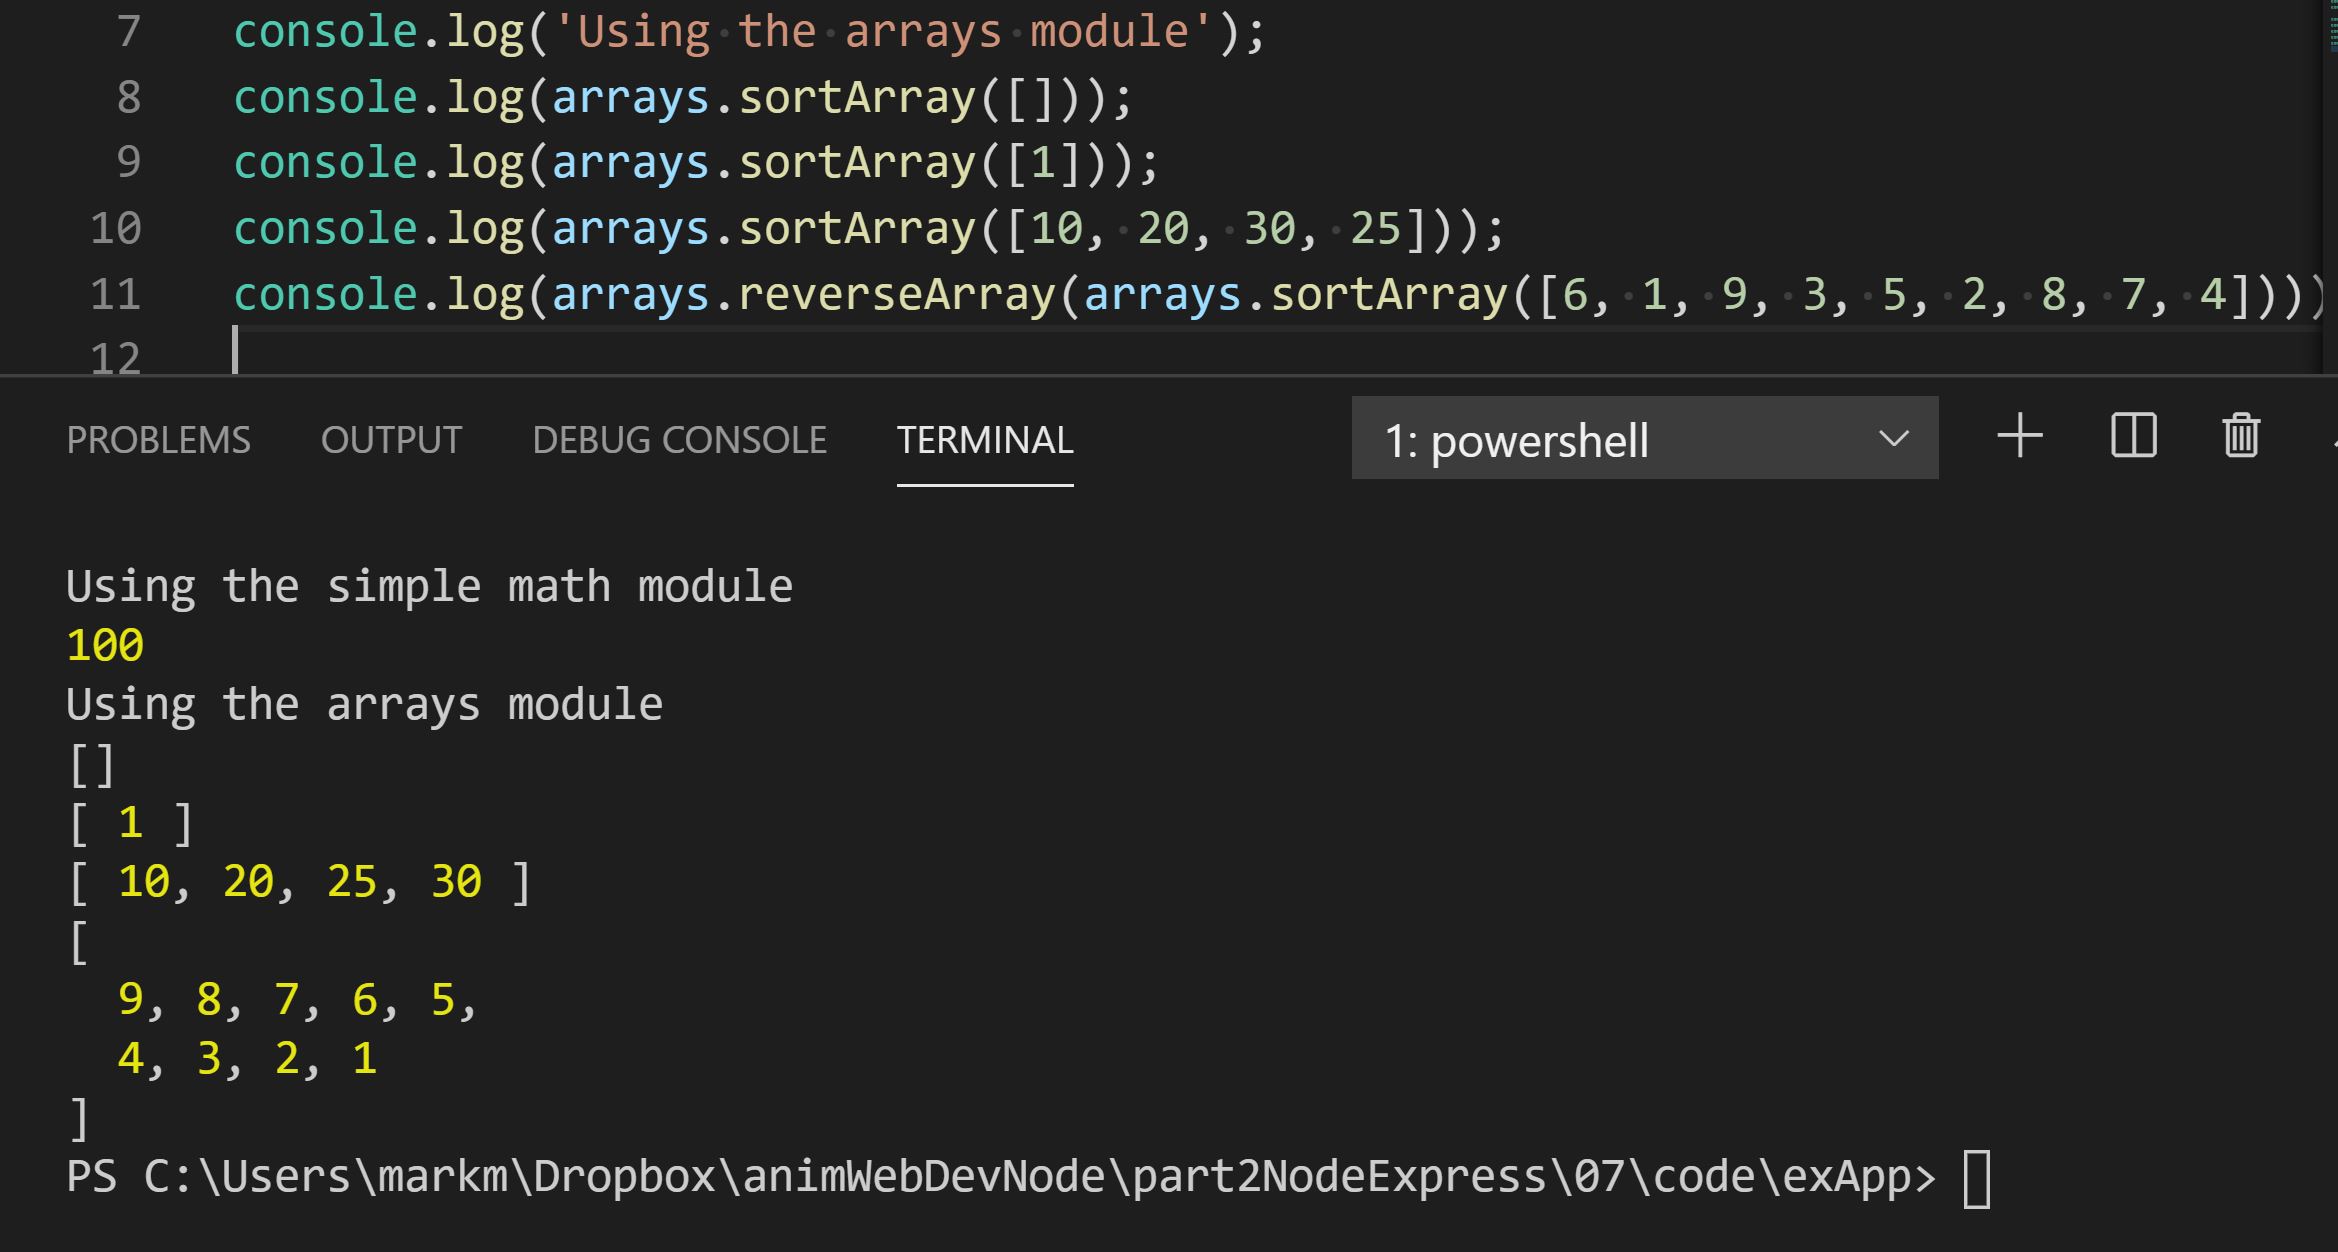 7 console.log('Using the arrays module');
8 console.log(arrays.sortArray([]));
9 console.log(arrays.sortArray([1]));
10 console.log(arrays.sortArray([10, 20, 30, 25]));
11 console.log(arrays.reverseArray(arrays.sortArray([6, 1, 9, 3, 5, 2, 8, 7, 4])))
12
PROBLEMS OUTPUT DEBUG CONSOLE TERMINAL 1: powershell
Using the simple math module
100
Using the arrays module
[]
[ 1 ]
[ 10, 20, 25, 30 ]
[
  9, 8, 7, 6, 5,
  4, 3, 2, 1
]
PS C:\Users\markm\Dropbox\animWebDevNode\part2NodeExpress\07\code\exApp>